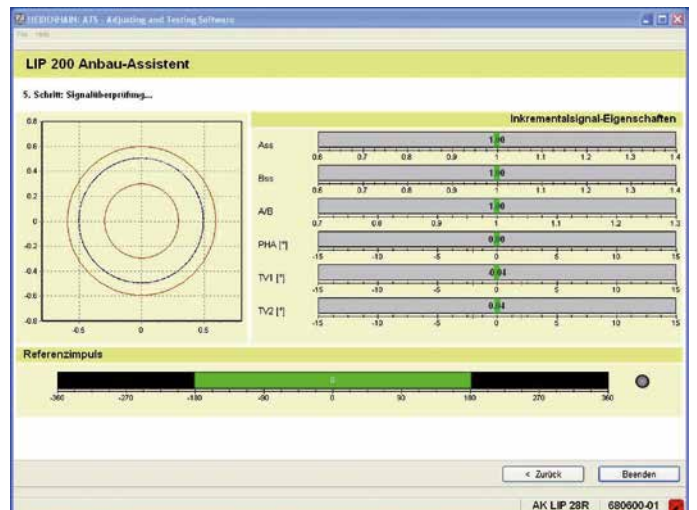 HEIDENHAIN: ATS - Adjusting and Testing Software
File Help
LIP 200 Anbau-Assistent
5. Schritt: Signalüberprüfung...
Inkrementalsignal-Eigenschaften
0.8
0.6
0.4
0.2
0
-0.2
-0.4
-0.6
-0.8
-0.5 0 0.5
Ass 1.00
0.6 0.7 0.8 0.9 1 1.1 1.2 1.3 1.4
Bss 1.00
0.6 0.7 0.8 0.9 1 1.1 1.2 1.3 1.4
A/B 1.00
0.7 0.8 0.9 1 1.1 1.2 1.3
PHA [°] 0.00
-15 -10 -5 0 5 10 15
TV1 [°] -0.04
-15 -10 -5 0 5 10 15
TV2 [°] 0.04
-15 -10 -5 0 5 10 15
Referenzimpuls
0
-360 -270 -180 -90 0 90 180 270 360
< Zurück Beenden
AK LIP 28R 680600-01